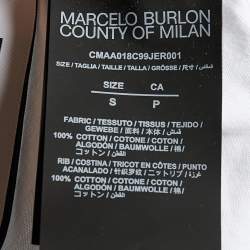 MARCELO BURLON
COUNTY OF MILAN
CMAA018C99JER001
SIZE / TAGLIA / TAILLE / TALLA / GRÖSSE / 尺寸 /
SIZE CA
S P
FABRIC / TESSUTO / TISSUS / TEJIDO /
GEWEBE / 面料 / 本体 /
100% COTTON / COTONE / COTON /
ALGODÓN / BAUMWOLLE / 棉/
コットン /
RIB / COSTINA / TRICOT EN CÔTES / PUNTO
ACANALADO / 针织罗纹 / ニットリブ /
100% COTTON / COTONE / COTON /
ALGODÓN / BAUMWOLLE / 棉/
コットン /